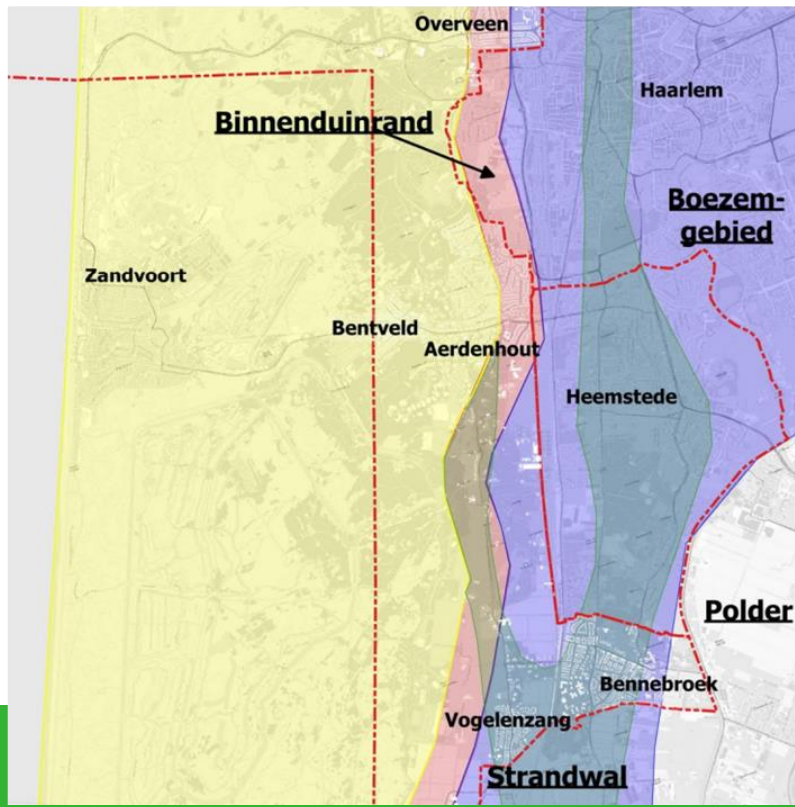 Overveen
Haarlem
Binnenduinrand
Boezem-
gebied
Zandvoort
Bentveld
Aerdenhout
Heemstede
Polder
Bennebroek
Vogelenzang
Strandwal